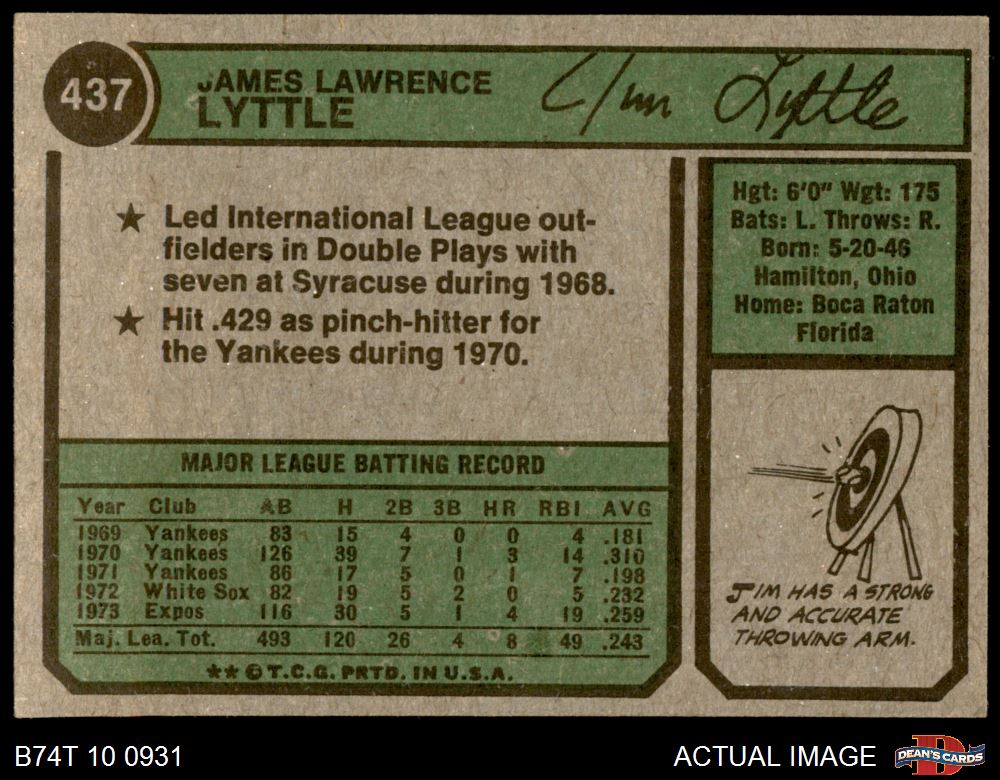 437
JAMES LAWRENCE
LYTTLE
Jim Lyttle
★ Led International League out-
fielders in Double Plays with
seven at Syracuse during 1968.
★ Hit .429 as pinch-hitter for
the Yankees during 1970.
Hgt: 6'0" Wgt: 175
Bats: L. Throws: R.
Born: 5-20-46
Hamilton, Ohio
Home: Boca Raton
Florida
MAJOR LEAGUE BATTING RECORD
Year Club AB H 2B 3B HR RBI AVG
1969 Yankees 83 15 4 0 0 4 .181
1970 Yankees 126 39 7 1 3 14 .310
1971 Yankees 86 17 5 0 1 7 .198
1972 White Sox 82 19 5 2 0 5 .232
1973 Expos 116 30 5 1 4 19 .259
Maj. Lea. Tot. 493 120 26 4 8 49 .243
★★ © T.C.G. PRTD. IN U.S.A.
JIM HAS A STRONG
AND ACCURATE
THROWING ARM.
B74T 10 0931
ACTUAL IMAGE
DEAN'S CARDS